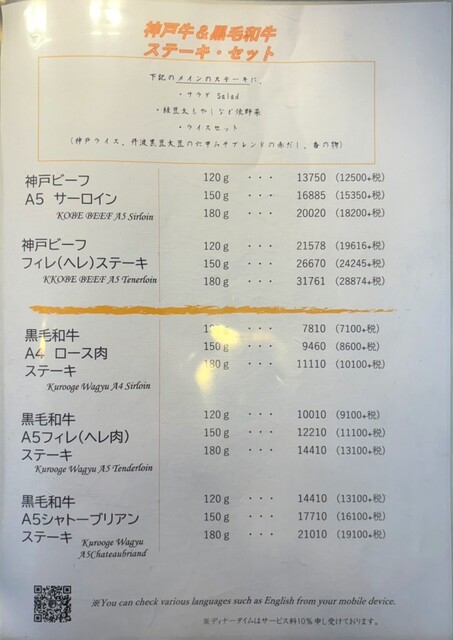 神戸牛&黒毛和牛
ステーキ・セット
下記のメインのステーキに、
・サラダ Salad
・緑豆太もやしなど焼野菜
・ライスセット
(神戸ライス、丹波黒豆大豆の仁ブレンドの赤だし、香の物)
神戸ビーフ 120g ・・・ 13750 (12500+税)
A5 サーロイン 150g ・・・ 16885 (15350+税)
KOBE BEEF A5 Sirloin 180g ・・・ 20020 (18200+税)
神戸ビーフ 120g ・・・ 21578 (19616+税)
フィレ(ヘレ)ステーキ 150g ・・・ 26670 (24245+税)
KKOBE BEEF A5 Tenerloin 180g ・・・ 31761 (28874+税)
黒毛和牛 ・・・ 7810 (7100+税)
A4 ロース肉 150g ・・・ 9460 (8600+税)
ステーキ 180g ・・・ 11110 (10100+税)
Kurooge Wagyu A4 Sirloin
黒毛和牛 120g ・・・ 10010 (9100+税)
A5フィレ(ヘレ肉) 150g ・・・ 12210 (11100+税)
ステーキ 180g ・・・ 14410 (13100+税)
Kurooge Wagyu A5 Tenderloin
黒毛和牛 120g ・・・ 14410 (13100+税)
A5シャトーブリアン 150g ・・・ 17710 (16100+税)
ステーキ Kurooge Wagyu 180g ・・・ 21010 (19100+税)
A5Chateaubriand
※You can check various languages such as English from your mobile device.
※ディナータイムはサービス料10%申し受けております。